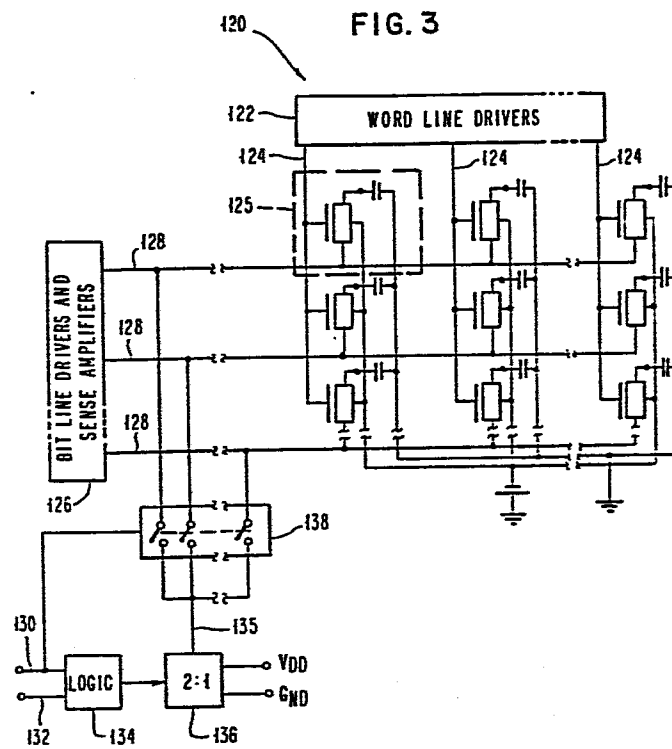 FIG. 3
120
122
WORD LINE DRIVERS
124
124
124
125
128
128
128
BIT LINE DRIVERS AND
SENSE AMPLIFIERS
126
138
130
135
LOGIC
2:1
VDD
GND
132
134
136